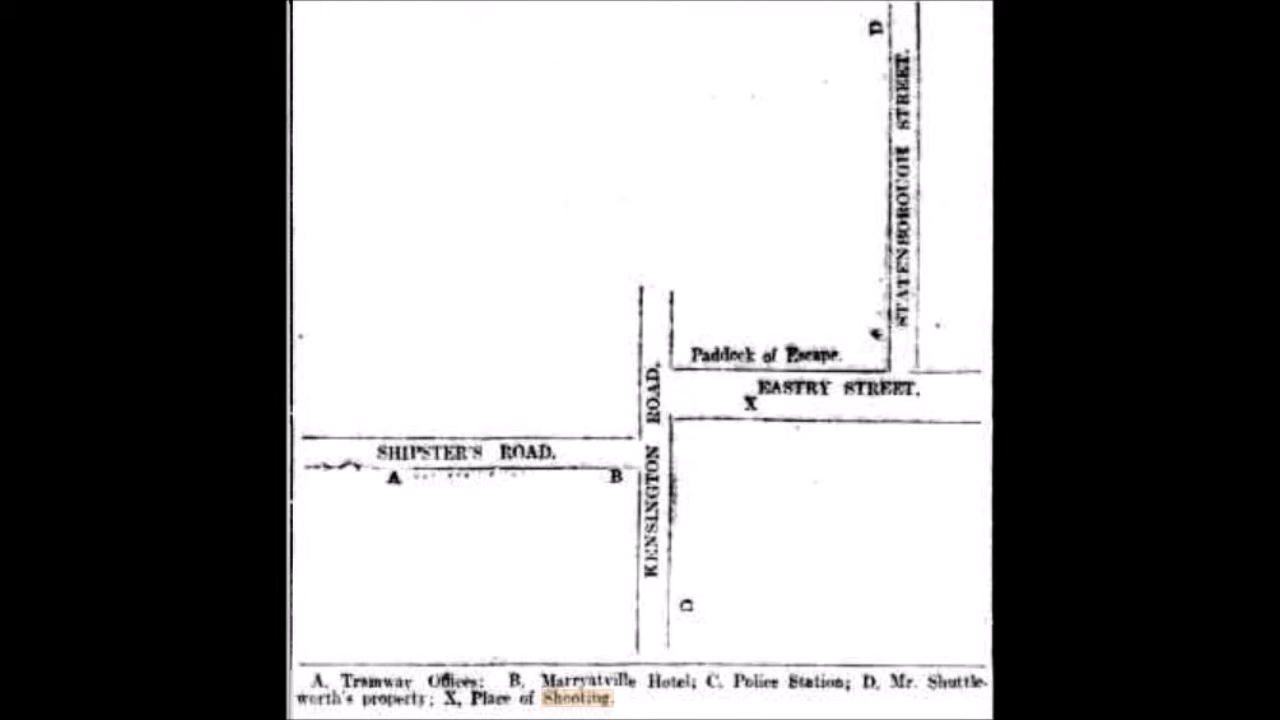 D
STATENBOROUGH STREET.
Paddock of Escape.
EASTRY STREET.
X
KENSINGTON ROAD.
SHIPSTER'S ROAD.
A
B
C
A, Tramway Offices; B, Marryatville Hotel; C, Police Station; D, Mr. Shuttle-
worth's property; X, Place of Shooting.